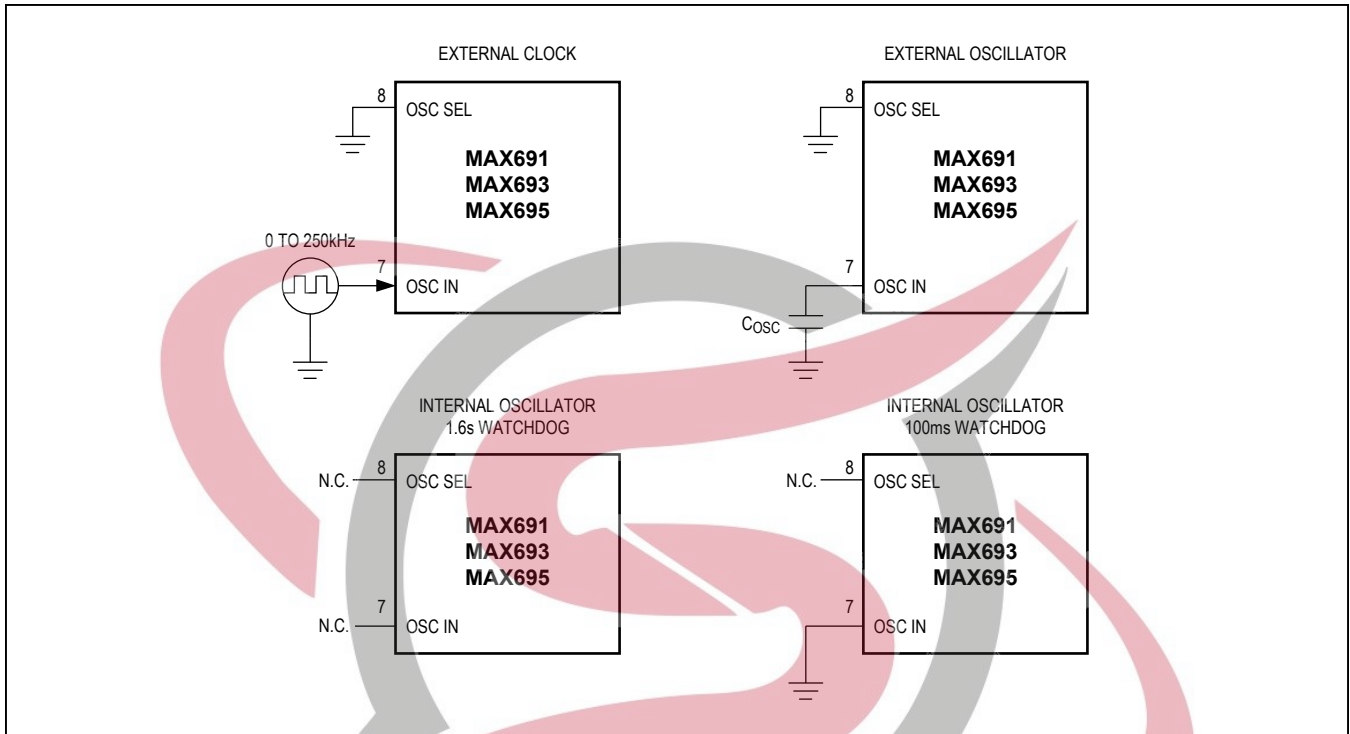 EXTERNAL CLOCK
8
OSC SEL
MAX691
MAX693
MAX695
0 TO 250kHz
7
OSC IN
EXTERNAL OSCILLATOR
8
OSC SEL
MAX691
MAX693
MAX695
7
OSC IN
COSC
INTERNAL OSCILLATOR
1.6s WATCHDOG
N.C.
8
OSC SEL
MAX691
MAX693
MAX695
7
N.C.
OSC IN
INTERNAL OSCILLATOR
100ms WATCHDOG
N.C.
8
OSC SEL
MAX691
MAX693
MAX695
7
OSC IN